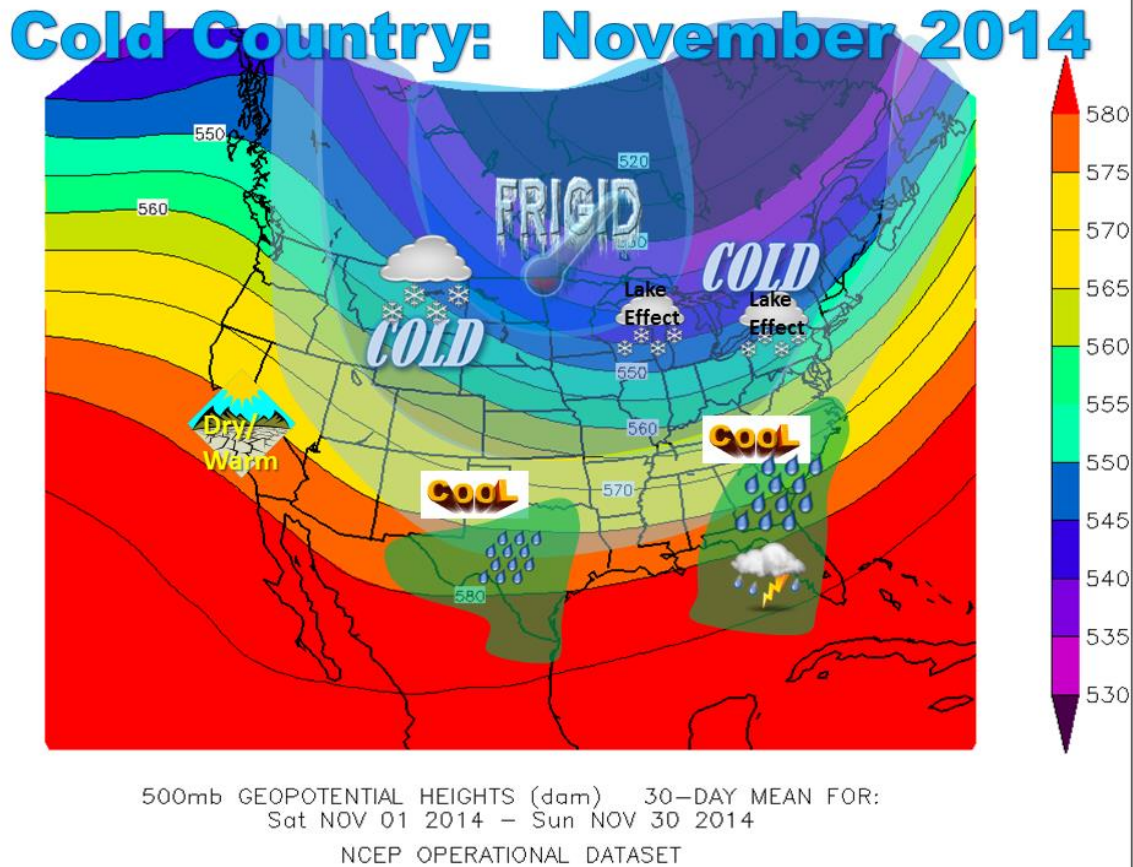 Cold Country: November 2014
550
560
520
FRIGID
530
COLD
Lake
Effect
COLD
Lake
Effect
550
560
570
580
Dry/
Warm
COOL
COOL
580
575
570
565
560
555
550
545
540
535
530
500mb GEOPOTENTIAL HEIGHTS (dam) 30-DAY MEAN FOR:
Sat NOV 01 2014 - Sun NOV 30 2014
NCEP OPERATIONAL DATASET